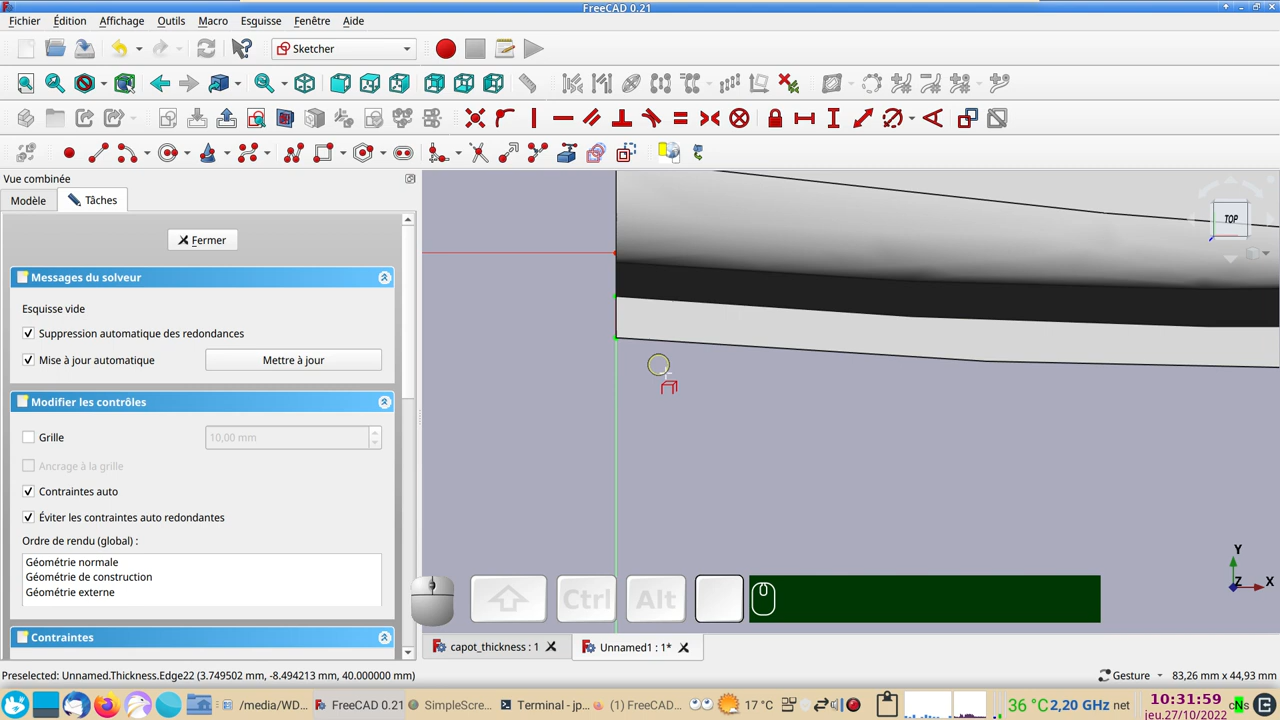 FreeCAD 0.21
Fichier Édition Affichage Outils Macro Esquisse Fenêtre Aide
Sketcher
Vue combinée
Modèle Tâches
Fermer
Messages du solveur
Esquisse vide
Suppression automatique des redondances
Mise à jour automatique Mettre à jour
Modifier les contrôles
Grille 10,00 mm
Ancrage à la grille
Contraintes auto
Éviter les contraintes auto redondantes
Ordre de rendu (global) :
Géométrie normale
Géométrie de construction
Géométrie externe
Contraintes
TOP
Y
Z X
Ctrl Alt
capot_thickness : 1 Unnamed1 : 1*
Preselected: Unnamed.Thickness.Edge22 (3.749502 mm, -8.494213 mm, 40.000000 mm) Gesture 83,26 mm x 44,93 mm
/media/WD... FreeCAD 0.21 SimpleScre... Terminal - jp... (1) FreeCAD... 17 °C 36 °C 2,20 GHz net 10:31:59 cNs
jeu.27/10/2022